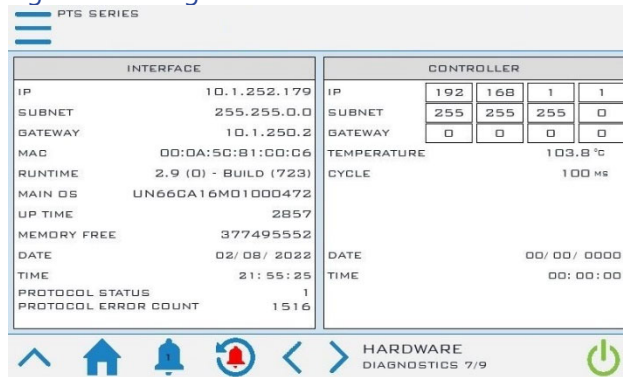 PTS SERIES
INTERFACE
IP 10.1.252.179
SUBNET 255.255.0.0
GATEWAY 10.1.250.2
MAC 00:0A:5C:81:C0:C6
RUNTIME 2.9 (0) - BUILD (723)
MAIN OS UN66CA16M01000472
UP TIME 2857
MEMORY FREE 377495552
DATE 02/08/ 2022
TIME 21:55:25
PROTOCOL STATUS 1
PROTOCOL ERROR COUNT 1516
CONTROLLER
IP 192 168 1 1
SUBNET 255 255 255 0
GATEWAY 0 0 0 0
TEMPERATURE 103.8 °C
CYCLE 100 MS
DATE 00/00/ 0000
TIME 00:00:00
1
HARDWARE
DIAGNOSTICS 7/9